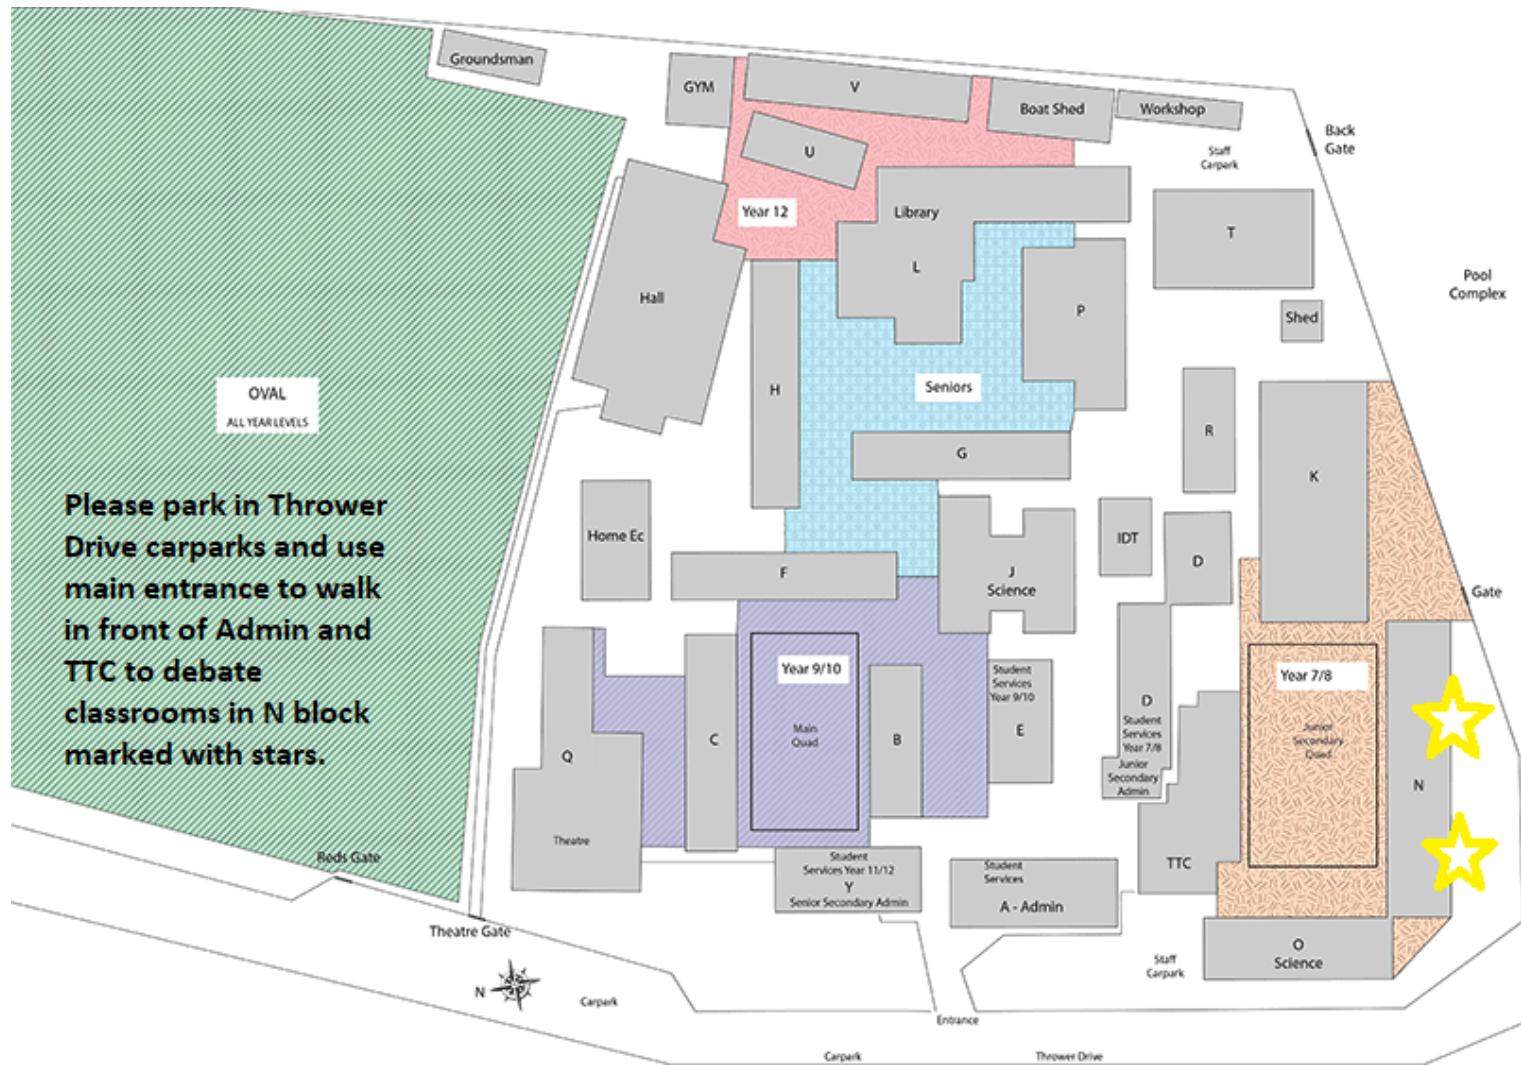 Groundsman
GYM
V
Boat Shed
Workshop
Back
Gate
Staff
Carpark
U
Year 12
Library
L
T
Pool
Complex
Hall
P
Shed
H
Seniors
OVAL
ALL YEAR LEVELS
G
R
K
Please park in Thrower
Drive carparks and use
main entrance to walk
in front of Admin and
TTC to debate
classrooms in N block
marked with stars.
Home Ec
F
J
Science
IDT
D
Gate
Year 9/10
Main
Quad
Student
Services
Year 9/10
E
D
Student
Services
Year 7/8
Junior
Secondary
Admin
Year 7/8
Junior
Secondary
Quad
Q
Theatre
C
B
N
TTC
Reds Gate
Student
Services Year 11/12
Y
Senior Secondary Admin
Student
Services
A - Admin
Theatre Gate
O
Science
Staff
Carpark
N
Carpark
Entrance
Carpark
Thrower Drive